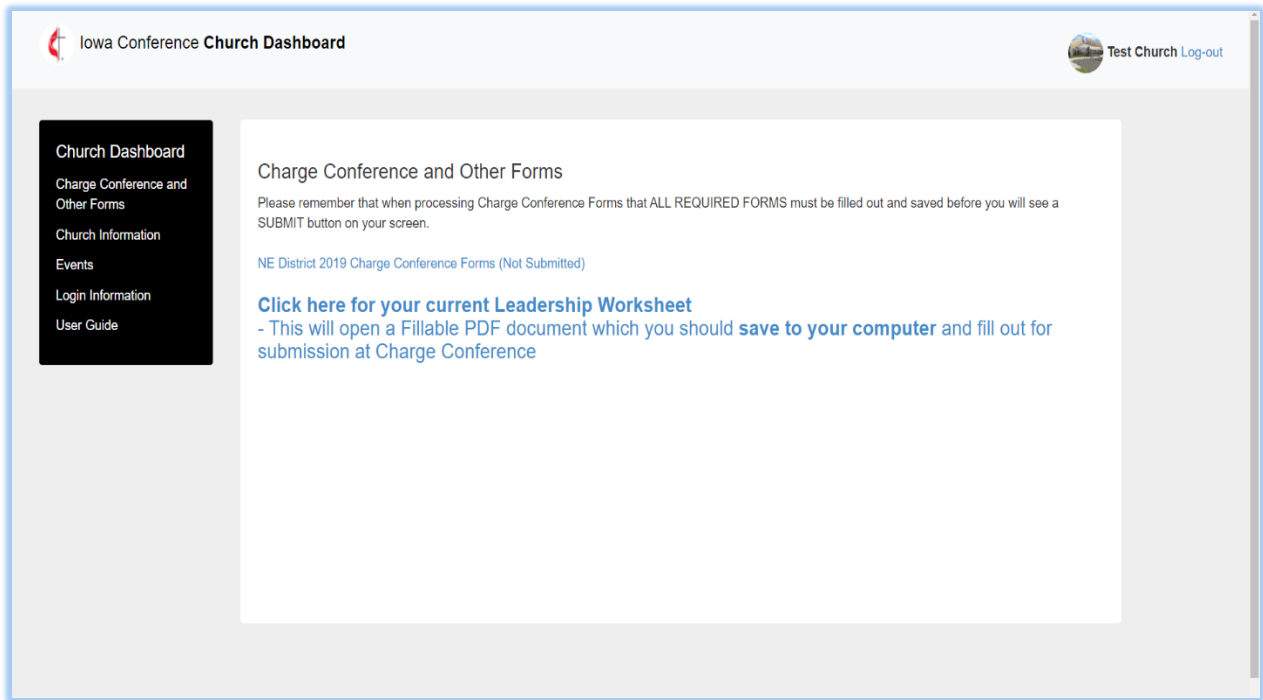 Iowa Conference Church Dashboard
Test Church Log-out
Church Dashboard
Charge Conference and
Other Forms
Church Information
Events
Login Information
User Guide
Charge Conference and Other Forms
Please remember that when processing Charge Conference Forms that ALL REQUIRED FORMS must be filled out and saved before you will see a
SUBMIT button on your screen.
NE District 2019 Charge Conference Forms (Not Submitted)
Click here for your current Leadership Worksheet
- This will open a Fillable PDF document which you should save to your computer and fill out for
submission at Charge Conference